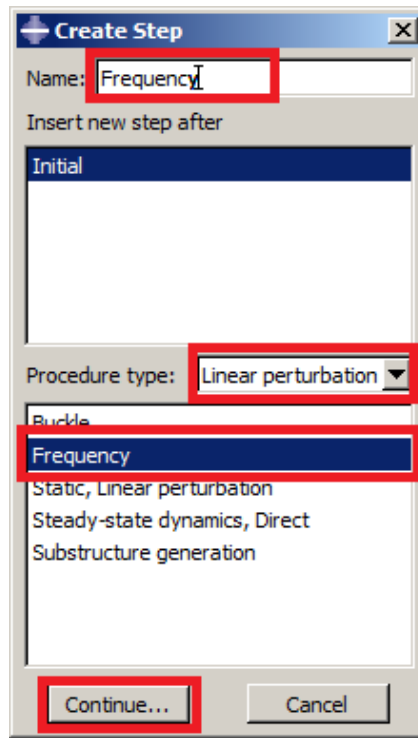 Create Step
Name: Frequency
Insert new step after
Initial
Procedure type: Linear perturbation
Buckle
Frequency
Static, Linear perturbation
Steady-state dynamics, Direct
Substructure generation
Continue... Cancel